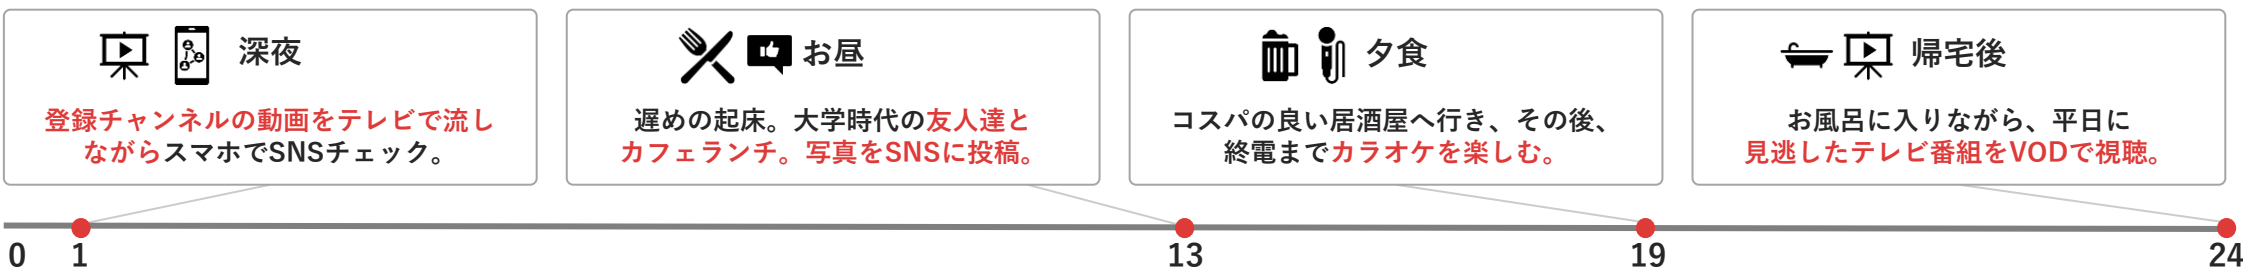 深夜
登録チャンネルの動画をテレビで流し
ながらスマホでSNSチェック。
お昼
遅めの起床。大学時代の友人達と
カフェランチ。写真をSNSに投稿。
夕食
コスパの良い居酒屋へ行き、その後、
終電までカラオケを楽しむ。
帰宅後
お風呂に入りながら、平日に
見逃したテレビ番組をVODで視聴。
0 1 13 19 24